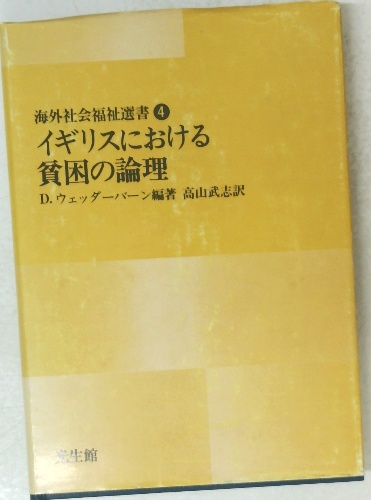 海外社会福祉選書❹
イギリスにおける
貧困の論理
D. ウェッダーバーン編著 高山武志訳
光生館